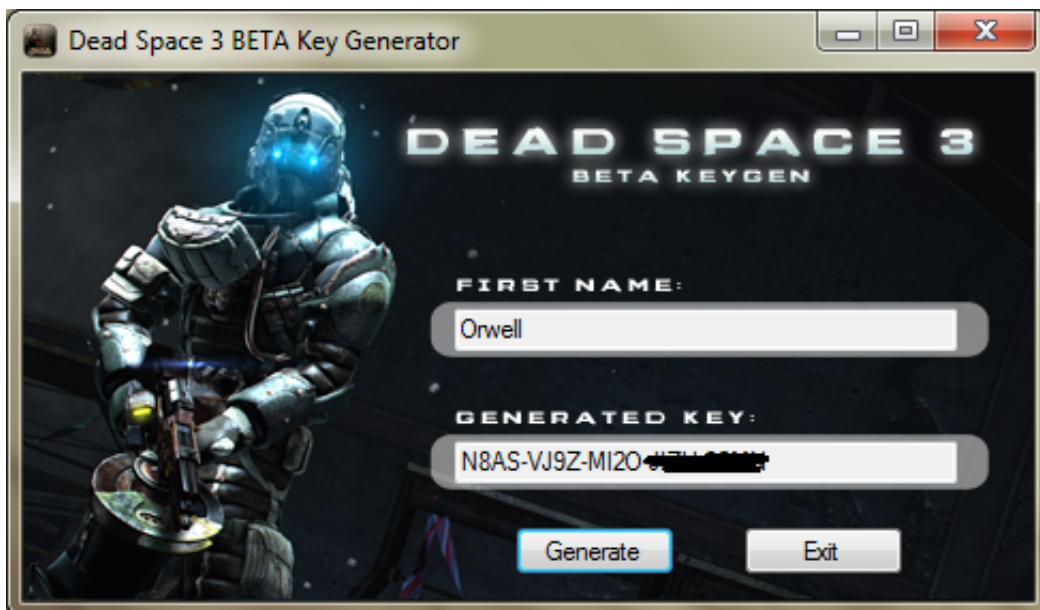 Dead Space 3 BETA Key Generator
DEAD SPACE 3
BETA KEYGEN
FIRST NAME:
Orwell
GENERATED KEY:
N8AS-VJ9Z-MI2O-
Generate Exit